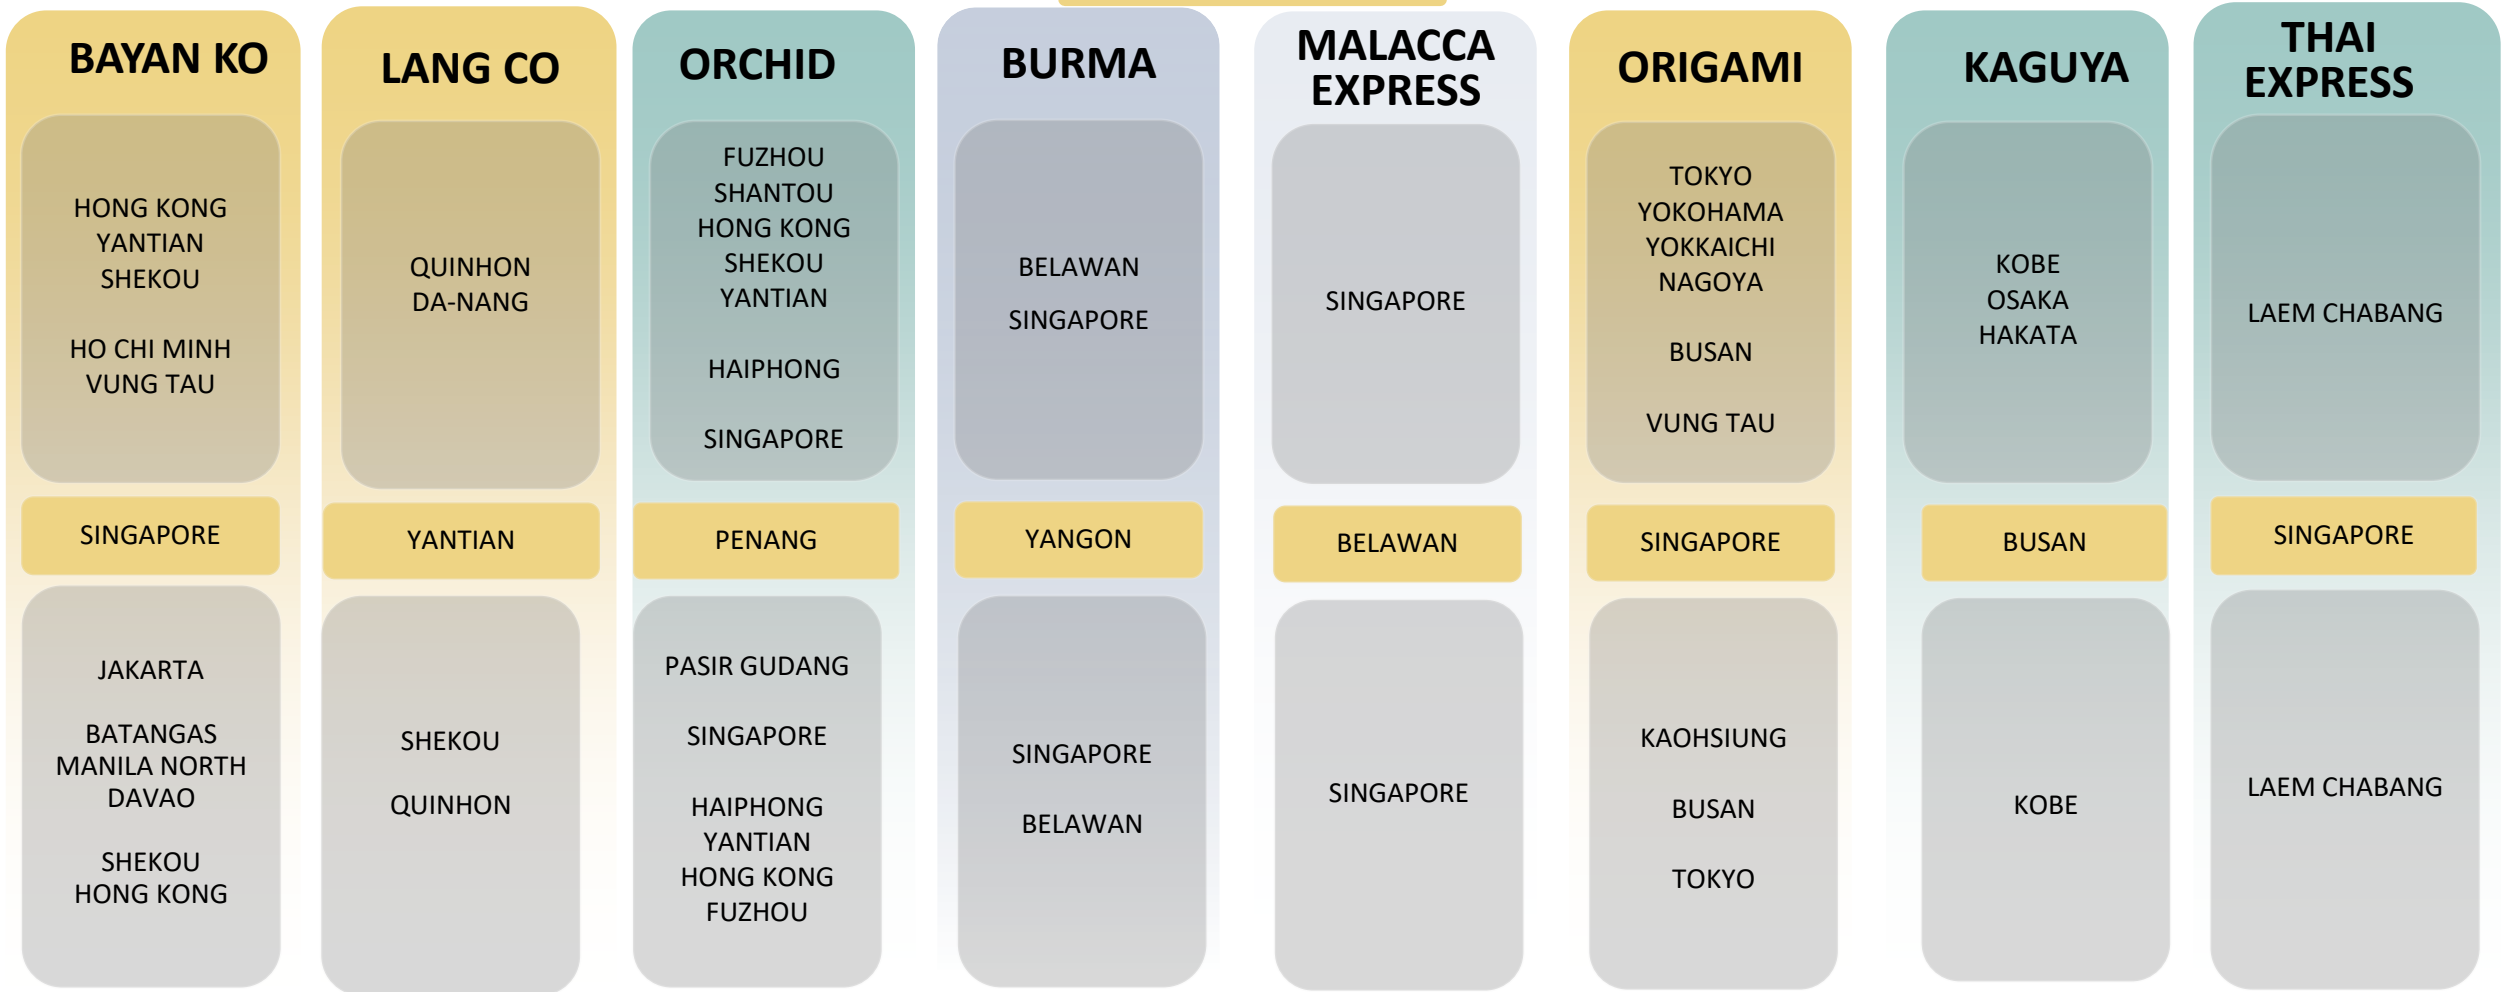 BAYAN KO
HONG KONG
YANTIAN
SHEKOU
HO CHI MINH
VUNG TAU
SINGAPORE
JAKARTA
BATANGAS
MANILA NORTH
DAVAO
SHEKOU
HONG KONG
LANG CO
QUINHON
DA-NANG
YANTIAN
SHEKOU
QUINHON
ORCHID
FUZHOU
SHANTOU
HONG KONG
SHEKOU
YANTIAN
HAIPHONG
SINGAPORE
PENANG
PASIR GUDANG
SINGAPORE
HAIPHONG
YANTIAN
HONG KONG
FUZHOU
BURMA
BELAWAN
SINGAPORE
YANGON
SINGAPORE
BELAWAN
MALACCA
EXPRESS
SINGAPORE
BELAWAN
SINGAPORE
ORIGAMI
TOKYO
YOKOHAMA
YOKKAICHI
NAGOYA
BUSAN
VUNG TAU
SINGAPORE
KAOHSIUNG
BUSAN
TOKYO
KAGUYA
KOBE
OSAKA
HAKATA
BUSAN
KOBE
THAI
EXPRESS
LAEM CHABANG
SINGAPORE
LAEM CHABANG